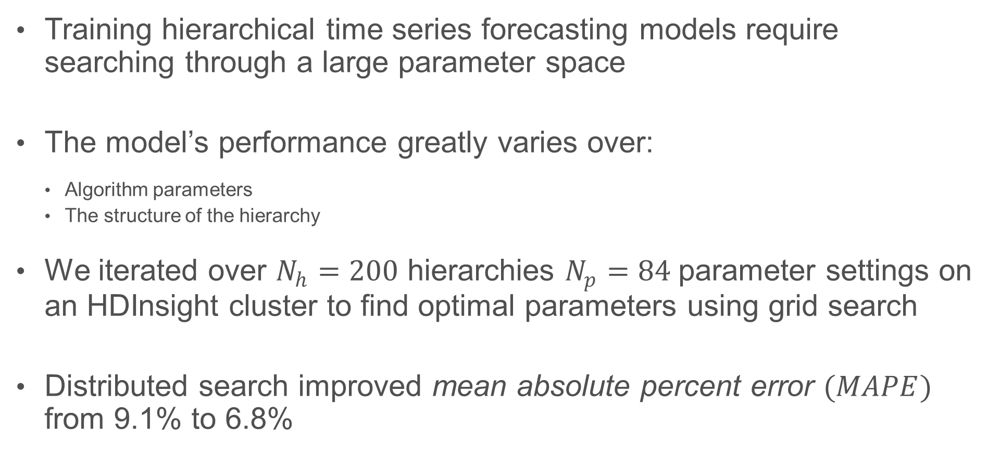 • Training hierarchical time series forecasting models require
searching through a large parameter space
• The model’s performance greatly varies over:
• Algorithm parameters
• The structure of the hierarchy
• We iterated over 𝑁ₕ = 200 hierarchies 𝑁ₚ = 84 parameter settings on
an HDInsight cluster to find optimal parameters using grid search
• Distributed search improved mean absolute percent error (MAPE)
from 9.1% to 6.8%